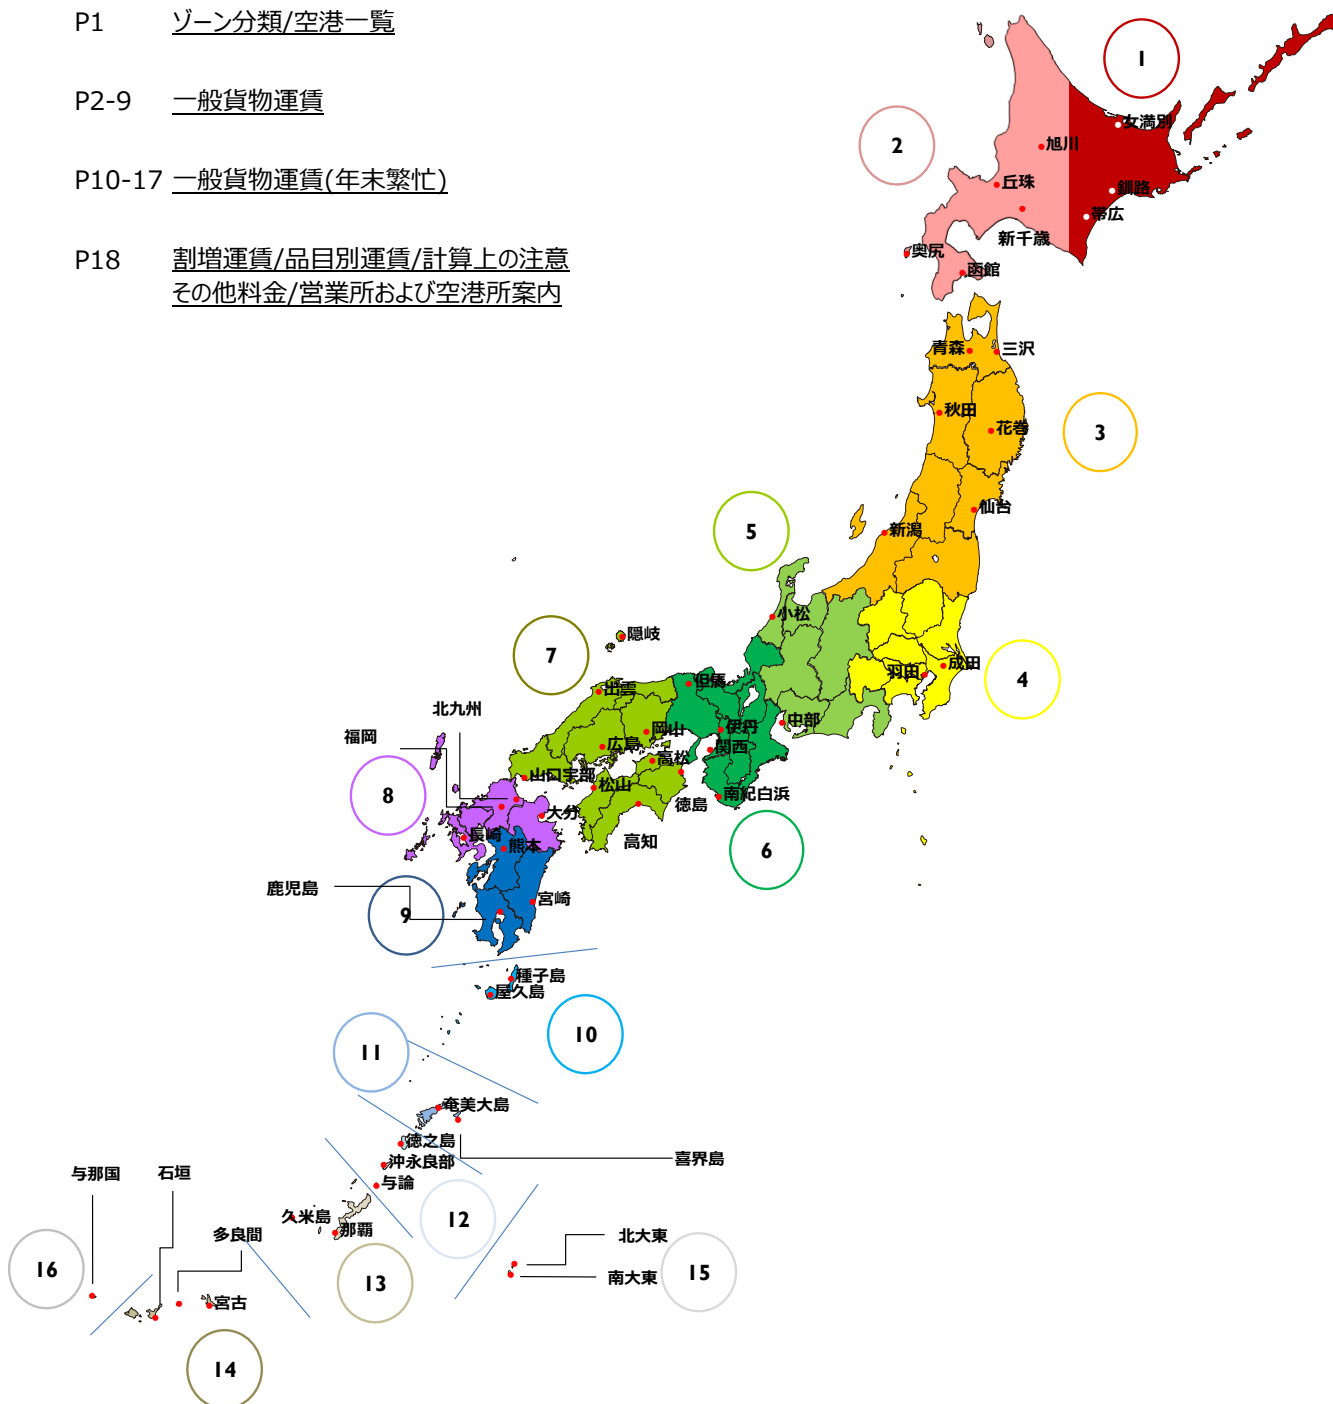 P1 ゾーン分類/空港一覧
P2-9 一般貨物運賃
P10-17 一般貨物運賃(年末繁忙)
P18 割増運賃/品目別運賃/計算上の注意
その他料金/営業所および空港所案内
1
女満別
2
旭川
丘珠
釧路
帯広
新千歳
奥尻
函館
青森
三沢
秋田
花巻
3
仙台
5
新潟
小松
隠岐
7
成田
羽田
4
但馬
出雲
北九州
中部
伊丹
岡山
福岡
広島
関西
高松
山口宇部
松山
8
南紀白浜
徳島
大分
長崎
高知
熊本
6
鹿児島
宮崎
9
種子島
屋久島
10
11
奄美大島
徳之島
喜界島
沖永良部
与那国
石垣
与論
久米島
12
那覇
多良間
北大東
16
15
南大東
13
宮古
14